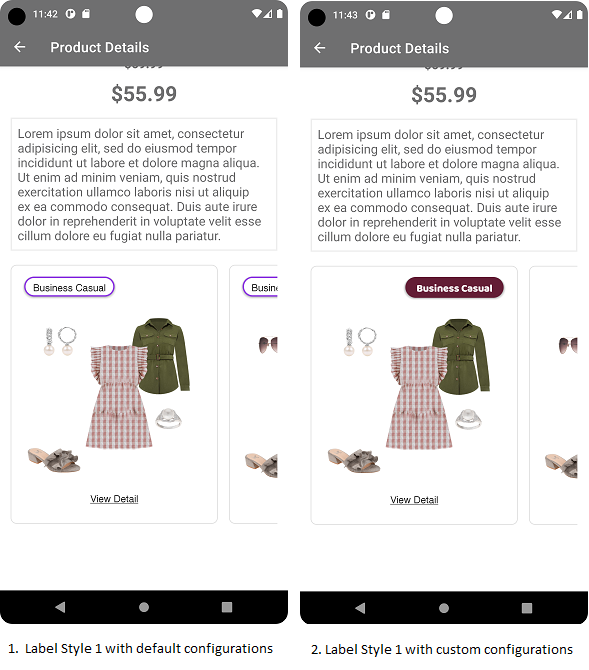 11:42
Product Details
$55.99
Lorem ipsum dolor sit amet, consectetur
adipisicing elit, sed do eiusmod tempor
incididunt ut labore et dolore magna aliqua.
Ut enim ad minim veniam, quis nostrud
exercitation ullamco laboris nisi ut aliquip
ex ea commodo consequat. Duis aute irure
dolor in reprehenderit in voluptate velit esse
cillum dolore eu fugiat nulla pariatur.
Business Casual
Busin
View Detail
1. Label Style 1 with default configurations
11:43
Product Details
$55.99
Lorem ipsum dolor sit amet, consectetur
adipisicing elit, sed do eiusmod tempor
incididunt ut labore et dolore magna aliqua.
Ut enim ad minim veniam, quis nostrud
exercitation ullamco laboris nisi ut aliquip
ex ea commodo consequat. Duis aute irure
dolor in reprehenderit in voluptate velit esse
cillum dolore eu fugiat nulla pariatur.
Business Casual
View Detail
2. Label Style 1 with custom configurations